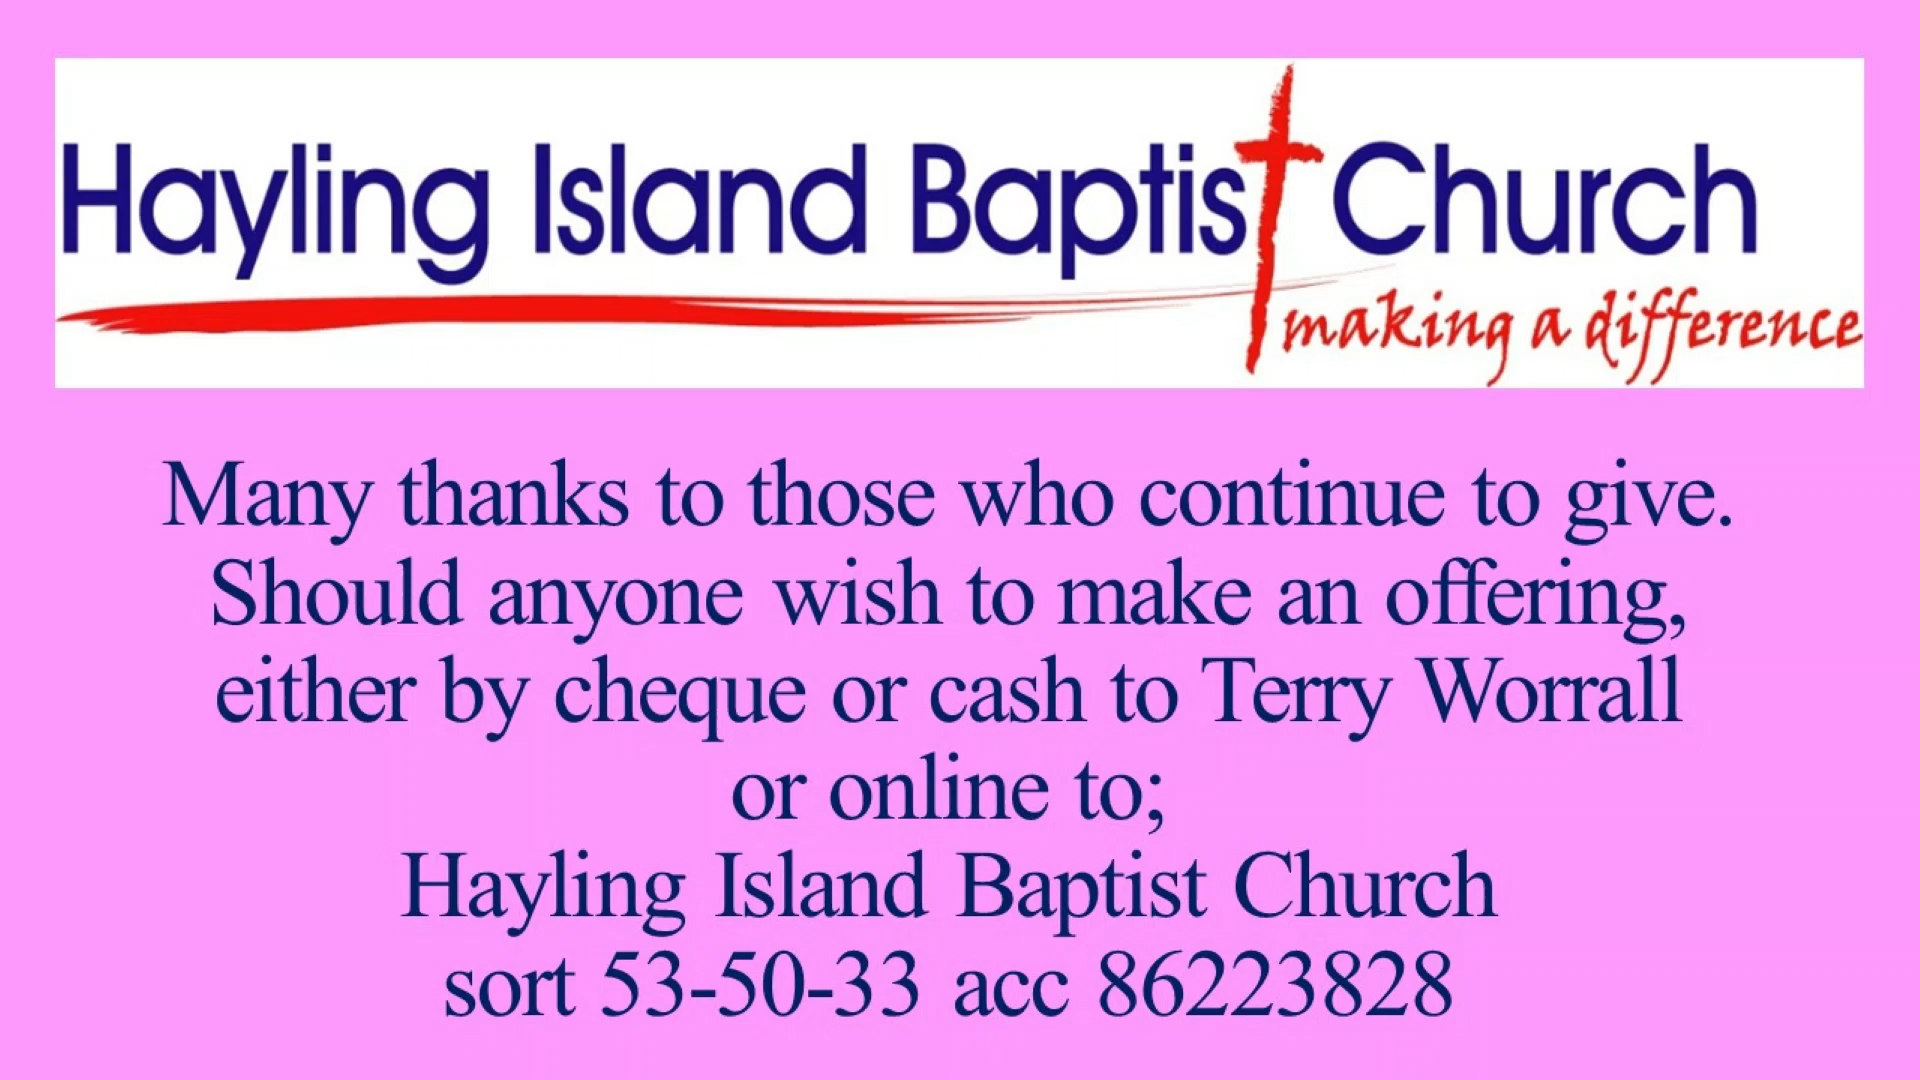 Hayling Island Baptist Church
making a difference
Many thanks to those who continue to give.
Should anyone wish to make an offering,
either by cheque or cash to Terry Worrall
or online to;
Hayling Island Baptist Church
sort 53-50-33 acc 86223828